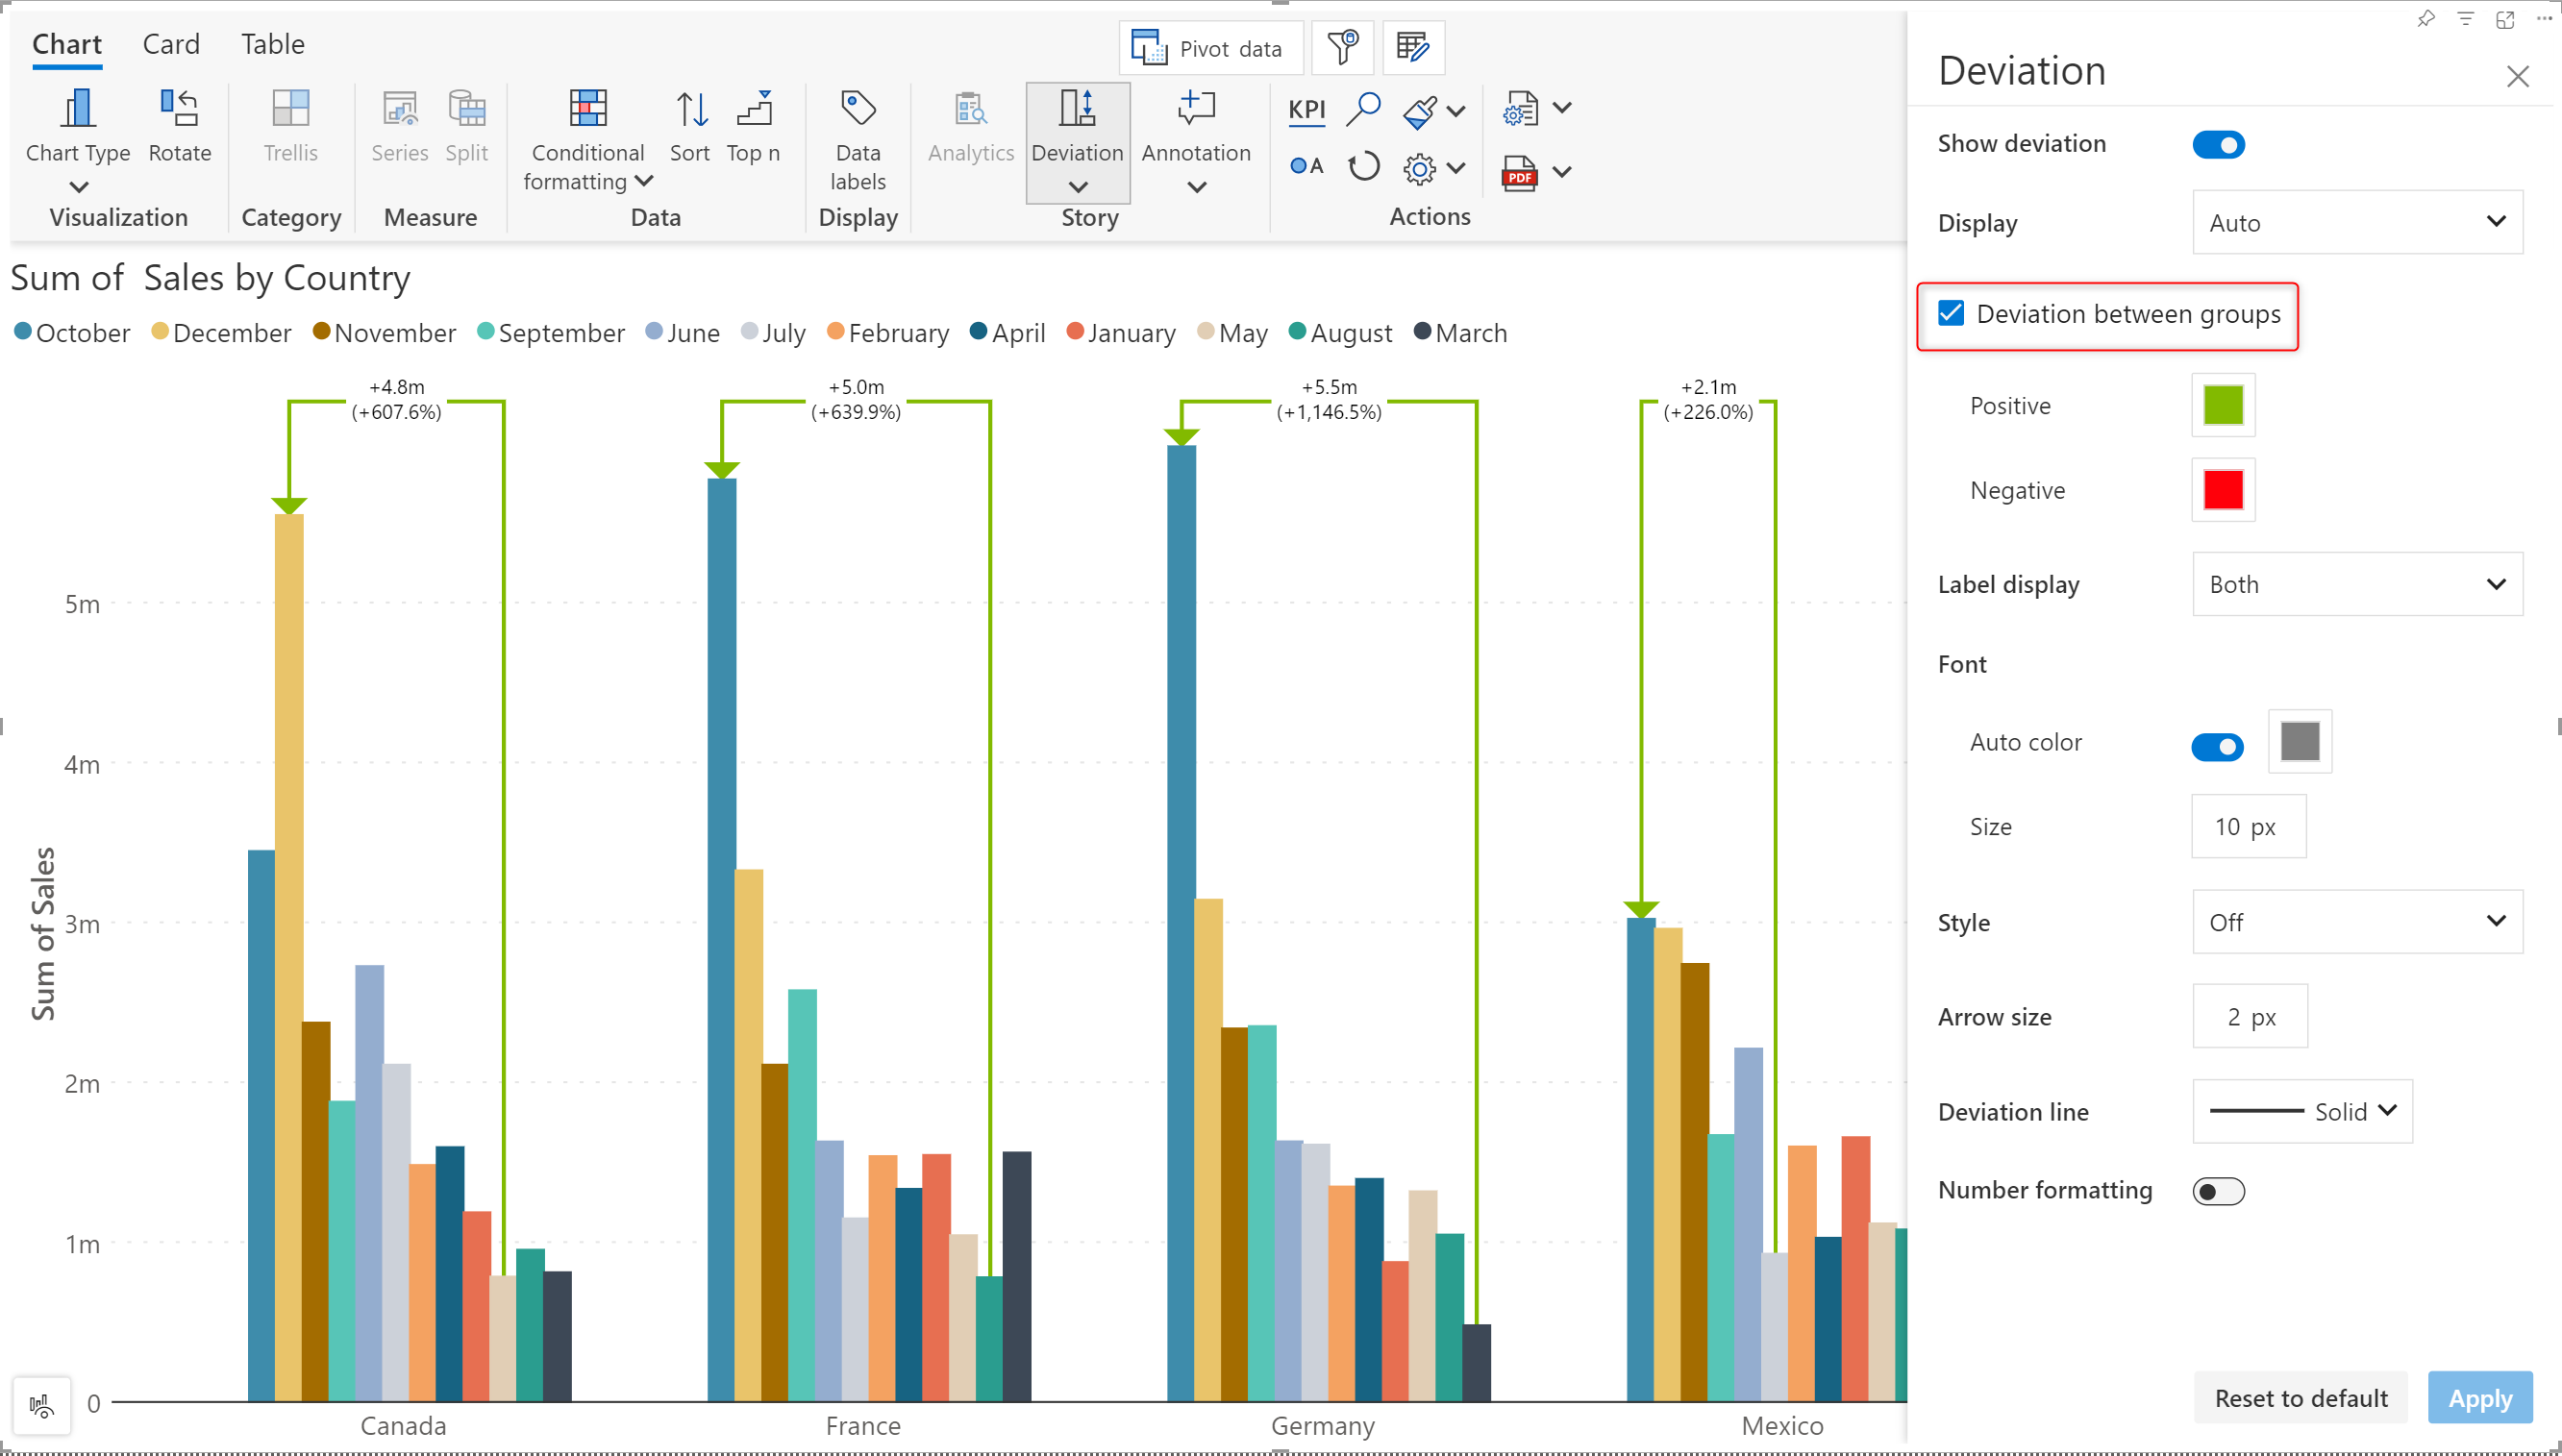 Chart Card Table
Pivot data
Chart Type Rotate Trellis Series Split Conditional formatting Sort Top n Data labels Analytics Deviation Annotation
KPI
A
PDF
Visualization Category Measure Data Display Story Actions
Sum of Sales by Country
October December November September June July February April January May August March
+4.8m
(+607.6%)
+5.0m
(+639.9%)
+5.5m
(+1,146.5%)
+2.1m
(+226.0%)
Sum of Sales
5m
4m
3m
2m
1m
0
Canada France Germany Mexico
Deviation
Show deviation
Display Auto
Deviation between groups
Positive
Negative
Label display Both
Font
Auto color
Size 10 px
Style Off
Arrow size 2 px
Deviation line Solid
Number formatting
Reset to default Apply